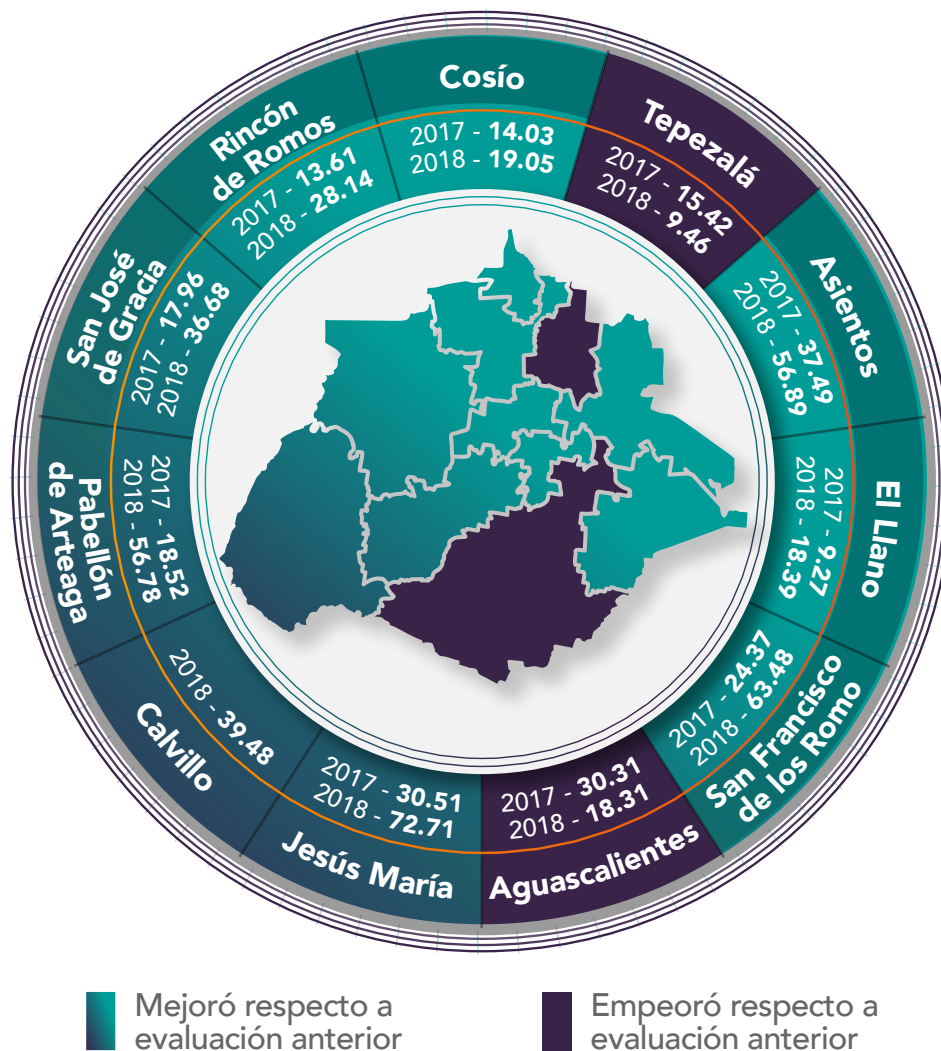 Cosío
2017 - 14.03
2018 - 19.05
Tepezalá
2017 - 15.42
2018 - 9.46
Asientos
2017 - 37.49
2018 - 56.89
El Llano
2017 - 9.27
2018 - 18.39
San Francisco
de los Romo
2017 - 24.37
2018 - 63.48
Aguascalientes
2017 - 30.31
2018 - 18.31
Jesús María
2017 - 30.51
2018 - 72.71
Calvillo
2018 - 39.48
Pabellón
de Arteaga
2017 - 18.52
2018 - 56.78
San José
de Gracia
2017 - 17.96
2018 - 36.68
Rincón
de Romos
2017 - 13.61
2018 - 28.14
Mejoró respecto a
evaluación anterior
Empeoró respecto a
evaluación anterior